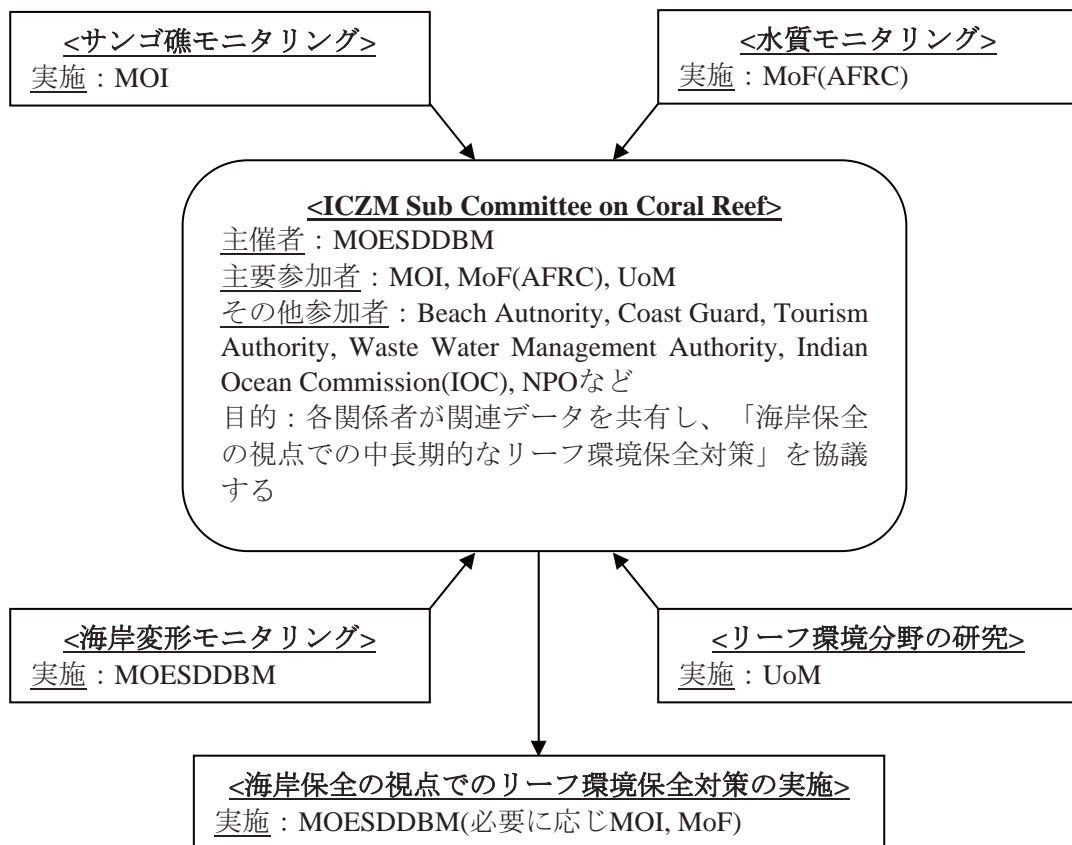 <サンゴ礁モニタリング>
実施：MOI
<水質モニタリング>
実施：MoF(AFRC)
<ICZM Sub Committee on Coral Reef>
主催者：MOESDDBM
主要参加者：MOI, MoF(AFRC), UoM
その他参加者：Beach Autnority, Coast Guard, Tourism
Authority, Waste Water Management Authority, Indian
Ocean Commission(IOC), NPOなど
目的：各関係者が関連データを共有し、「海岸保全
の視点での中長期的なリーフ環境保全対策」を協議
する
<海岸変形モニタリング>
実施：MOESDDBM
<リーフ環境分野の研究>
実施：UoM
<海岸保全の視点でのリーフ環境保全対策の実施>
実施：MOESDDBM(必要に応じMOI, MoF)